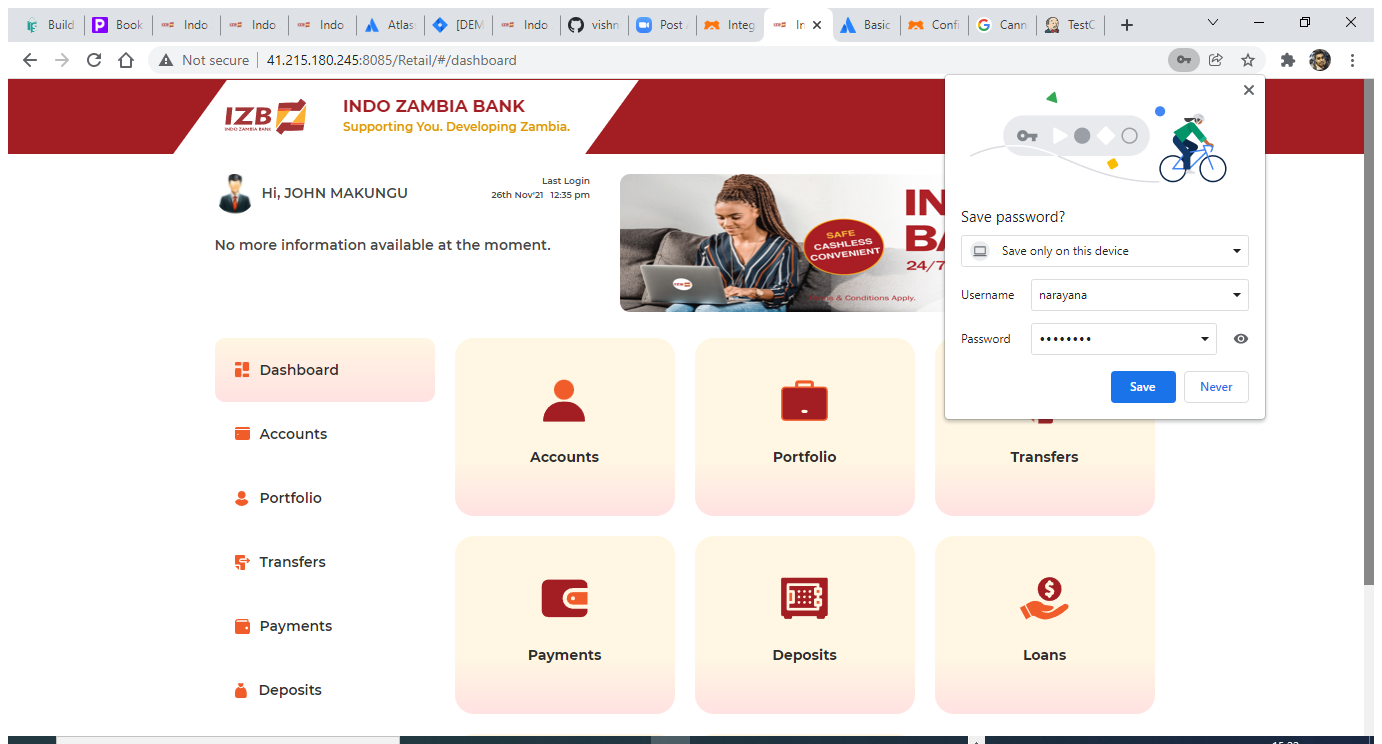 Build
Book
Indo
Indo
Indo
Atlas
[DEM
Indo
vishn
Post
Integ
In
Basic
Confi
Cann
TestC
Not secure
41.215.180.245:8085/Retail/#/dashboard
IZB
INDO ZAMBIA BANK
INDO ZAMBIA BANK
Supporting You. Developing Zambia.
Hi, JOHN MAKUNGU
Last Login
26th Nov'21 12:35 pm
No more information available at the moment.
SAFE
CASHLESS
CONVENIENT
IN
BA
24/7
& Conditions Apply.
Save password?
Save only on this device
Username
narayana
Password
••••••••
Save
Never
Dashboard
Accounts
Portfolio
Transfers
Payments
Deposits
Accounts
Portfolio
Transfers
Payments
Deposits
Loans